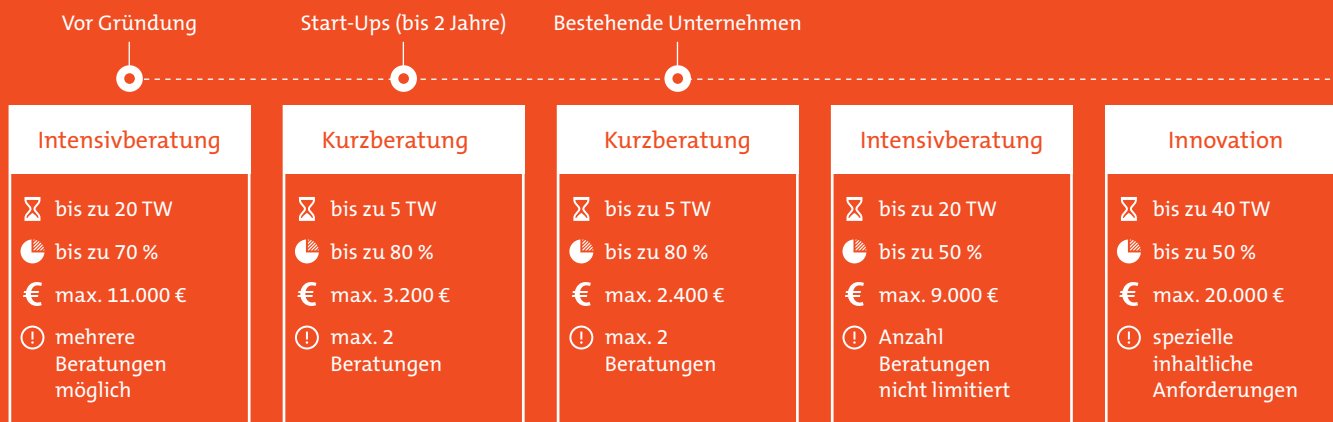 Vor Gründung
Start-Ups (bis 2 Jahre)
Bestehende Unternehmen
Intensivberatung
bis zu 20 TW
bis zu 70 %
€ max. 11.000 €
mehrere
Beratungen
möglich
Kurzberatung
bis zu 5 TW
bis zu 80 %
€ max. 3.200 €
max. 2
Beratungen
Kurzberatung
bis zu 5 TW
bis zu 80 %
€ max. 2.400 €
max. 2
Beratungen
Intensivberatung
bis zu 20 TW
bis zu 50 %
€ max. 9.000 €
Anzahl
Beratungen
nicht limitiert
Innovation
bis zu 40 TW
bis zu 50 %
€ max. 20.000 €
spezielle
inhaltliche
Anforderungen